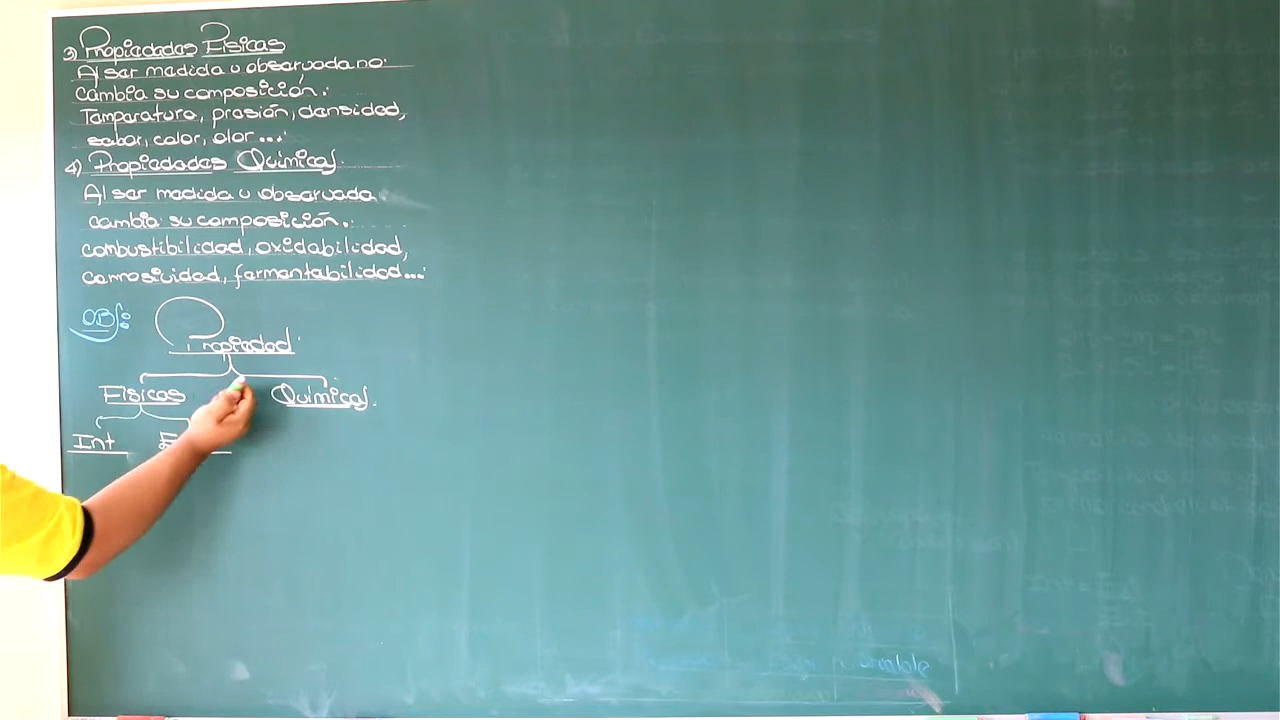 3) Propiedades Físicas
Al ser medida u observada no
cambia su composición.
Temperatura, presión, densidad,
sabor, color, olor...
4) Propiedades Químicas.
Al ser medida u observada
cambia su composición.
combustibilidad, oxidabilidad,
corrosividad, fermentabilidad...
OBS:
Propiedad
Físicas Químicas.
Int